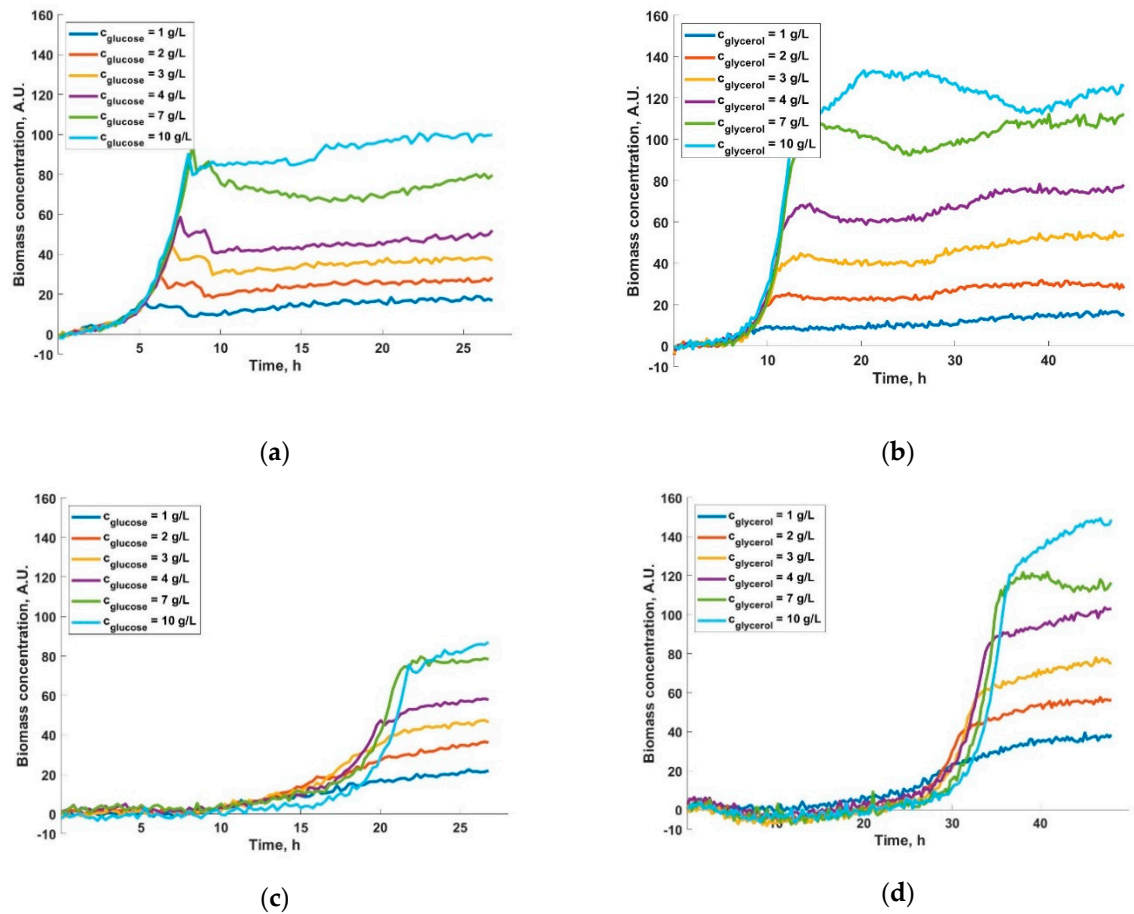 160
140
120
100
80
60
40
20
0
-10
Biomass concentration, A.U.
c glucose = 1 g/L
c glucose = 2 g/L
c glucose = 3 g/L
c glucose = 4 g/L
c glucose = 7 g/L
c glucose = 10 g/L
5 10 15 20 25
Time, h
(a)
160
140
120
100
80
60
40
20
0
-10
Biomass concentration, A.U.
c glycerol = 1 g/L
c glycerol = 2 g/L
c glycerol = 3 g/L
c glycerol = 4 g/L
c glycerol = 7 g/L
c glycerol = 10 g/L
10 20 30 40
Time, h
(b)
160
140
120
100
80
60
40
20
0
-10
Biomass concentration, A.U.
c glucose = 1 g/L
c glucose = 2 g/L
c glucose = 3 g/L
c glucose = 4 g/L
c glucose = 7 g/L
c glucose = 10 g/L
5 10 15 20 25
Time, h
(c)
160
140
120
100
80
60
40
20
0
-10
Biomass concentration, A.U.
c glycerol = 1 g/L
c glycerol = 2 g/L
c glycerol = 3 g/L
c glycerol = 4 g/L
c glycerol = 7 g/L
c glycerol = 10 g/L
10 20 30 40
Time, h
(d)